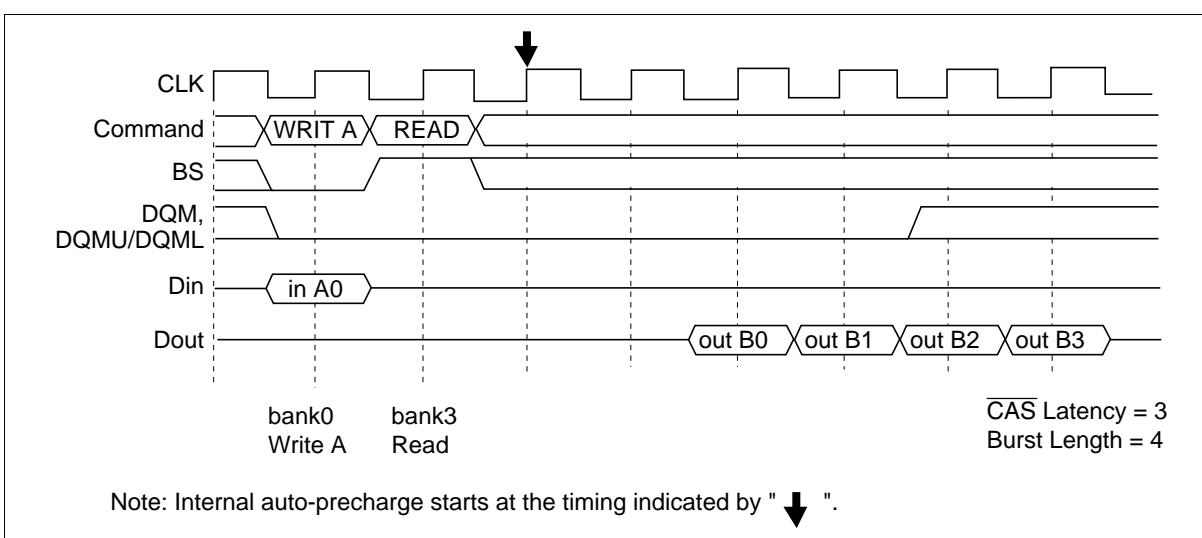 CLK
Command WRIT A READ
BS
DQM,
DQMU/DQML
Din in A0
Dout out B0 out B1 out B2 out B3
bank0 bank3 CAS Latency = 3
Write A Read Burst Length = 4
Note: Internal auto-precharge starts at the timing indicated by " ".